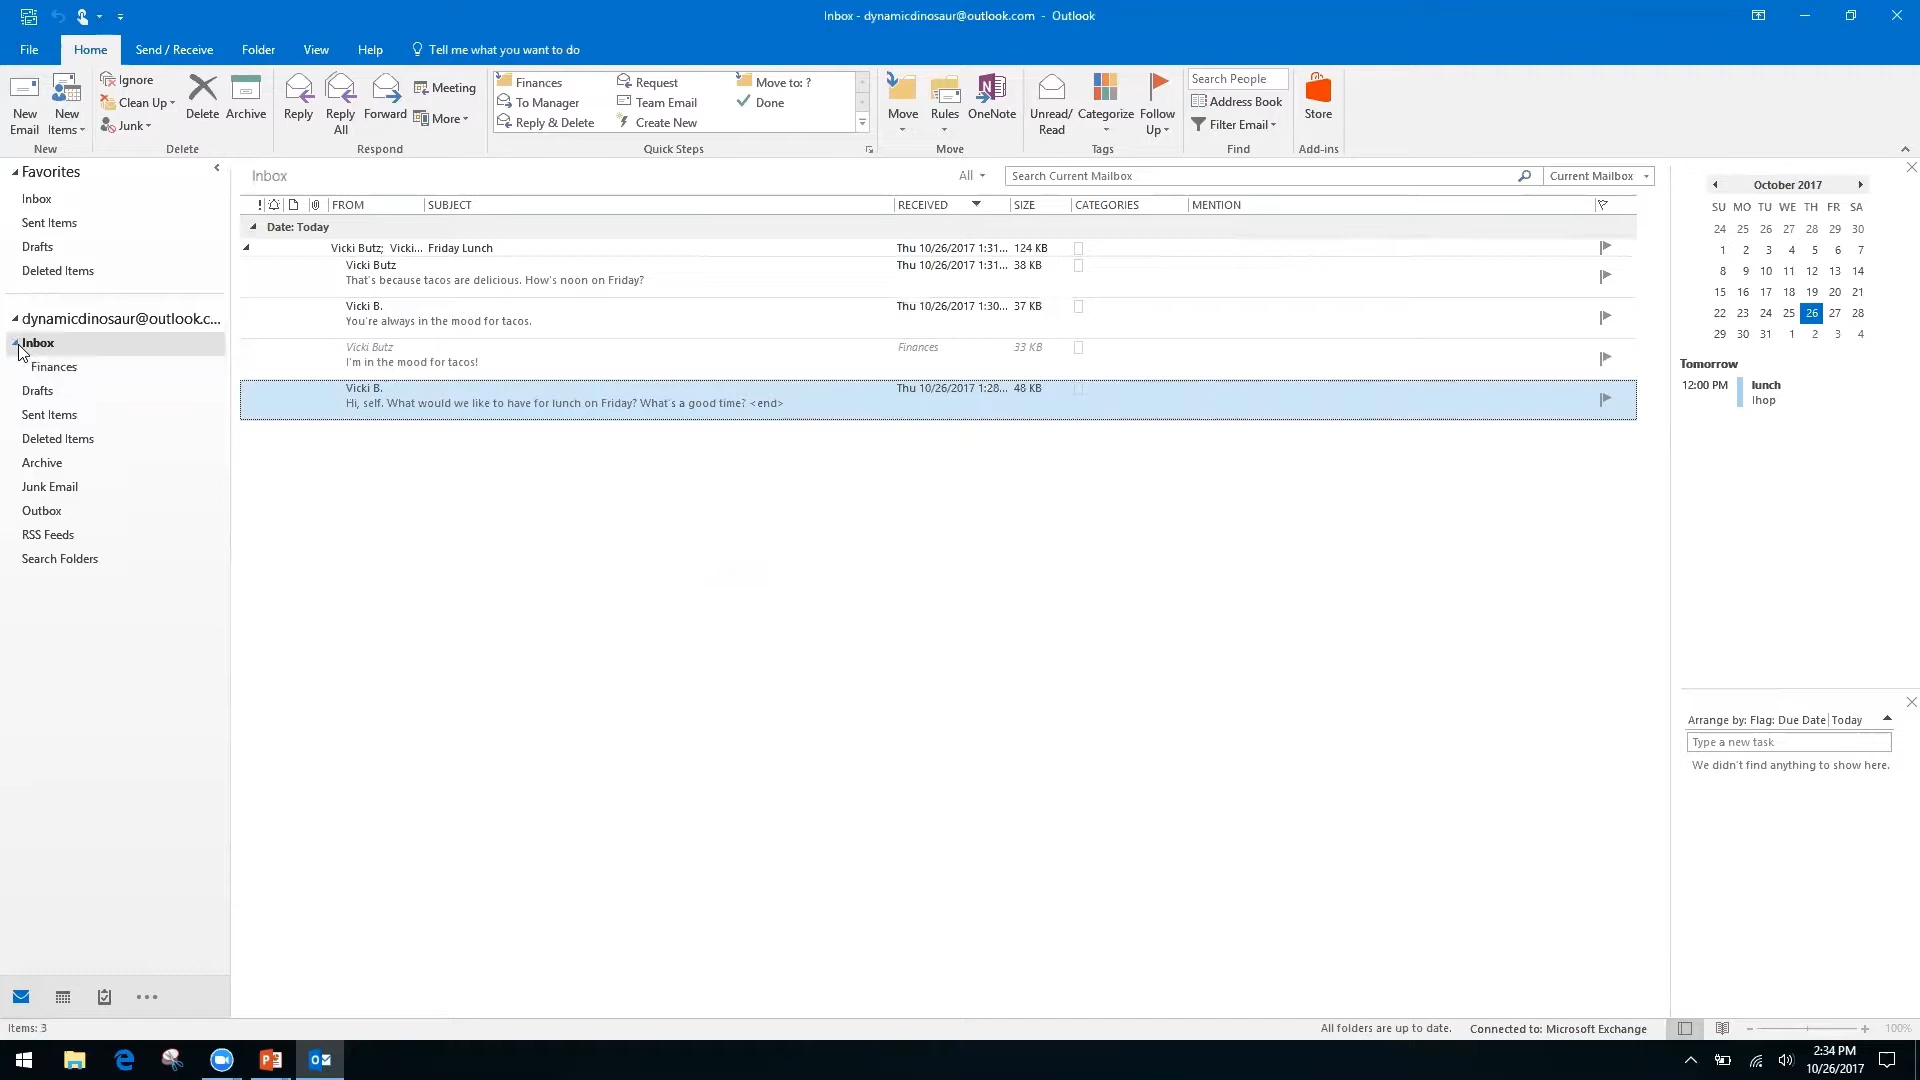 Inbox - dynamicdinosaur@outlook.com - Outlook
File Home Send / Receive Folder View Help Tell me what you want to do
New Email
New Items
New
Ignore
Clean Up
Junk
Delete
Archive
Delete
Reply
Reply All
Forward
Meeting
More
Respond
Finances
To Manager
Reply & Delete
Request
Team Email
Create New
Move to: ?
Done
Quick Steps
Move
Rules
OneNote
Move
Unread/ Read
Categorize
Follow Up
Tags
Search People
Address Book
Filter Email
Find
Store
Add-ins
Favorites
Inbox
Sent Items
Drafts
Deleted Items
dynamicdinosaur@outlook.c...
Inbox
Finances
Drafts
Sent Items
Deleted Items
Archive
Junk Email
Outbox
RSS Feeds
Search Folders
Items: 3
Inbox All Search Current Mailbox Current Mailbox
! FROM SUBJECT RECEIVED SIZE CATEGORIES MENTION
Date: Today
Vicki Butz; Vicki... Friday Lunch Thu 10/26/2017 1:31... 124 KB
Vicki Butz Thu 10/26/2017 1:31... 38 KB
That's because tacos are delicious. How's noon on Friday?
Vicki B. Thu 10/26/2017 1:30... 37 KB
You're always in the mood for tacos.
Vicki Butz Finances 33 KB
I'm in the mood for tacos!
Vicki B. Thu 10/26/2017 1:28... 48 KB
Hi, self. What would we like to have for lunch on Friday? What's a good time? <end>
October 2017
SU MO TU WE TH FR SA
24 25 26 27 28 29 30
1 2 3 4 5 6 7
8 9 10 11 12 13 14
15 16 17 18 19 20 21
22 23 24 25 26 27 28
29 30 31 1 2 3 4
Tomorrow
12:00 PM lunch
Ihop
Arrange by: Flag: Due Date Today
Type a new task
We didn't find anything to show here.
All folders are up to date. Connected to: Microsoft Exchange 100%
2:34 PM
10/26/2017